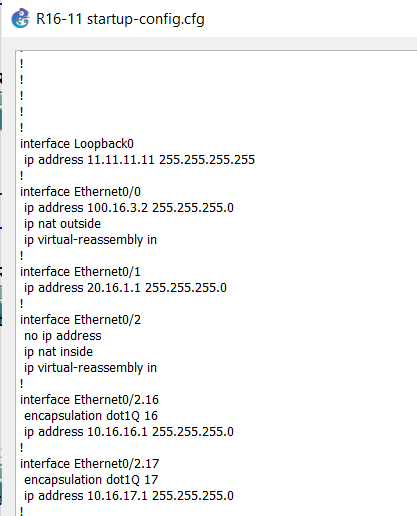 R16-11 startup-config.cfg
!
!
!
!
!
!
interface Loopback0
ip address 11.11.11.11 255.255.255.255
!
interface Ethernet0/0
ip address 100.16.3.2 255.255.255.0
ip nat outside
ip virtual-reassembly in
!
interface Ethernet0/1
ip address 20.16.1.1 255.255.255.0
!
interface Ethernet0/2
no ip address
ip nat inside
ip virtual-reassembly in
!
interface Ethernet0/2.16
encapsulation dot1Q 16
ip address 10.16.16.1 255.255.255.0
!
interface Ethernet0/2.17
encapsulation dot1Q 17
ip address 10.16.17.1 255.255.255.0
!